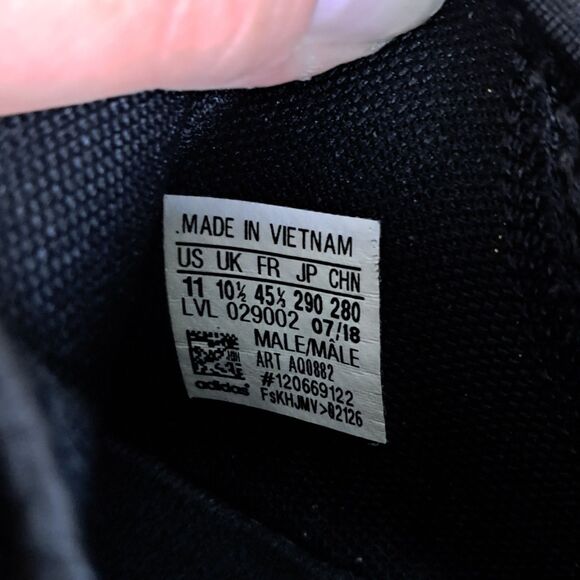 .MADE IN VIETNAM
US UK FR JP CHN
11 10½ 45⅓ 290 280
LVL 029002 07/18
MALE/MÂLE
ART AQ0882
#120669122
adidas FsKHJMV>02126